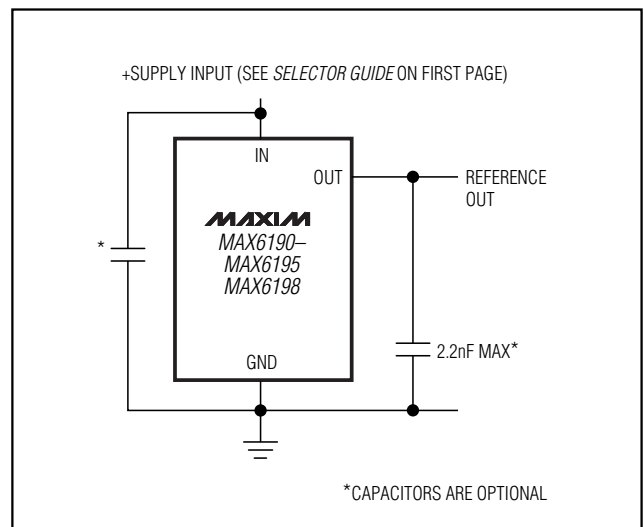 +SUPPLY INPUT (SEE SELECTOR GUIDE ON FIRST PAGE)
IN
OUT
REFERENCE
OUT
MAXIM
MAX6190–
MAX6195
MAX6198
*
2.2nF MAX*
GND
*CAPACITORS ARE OPTIONAL